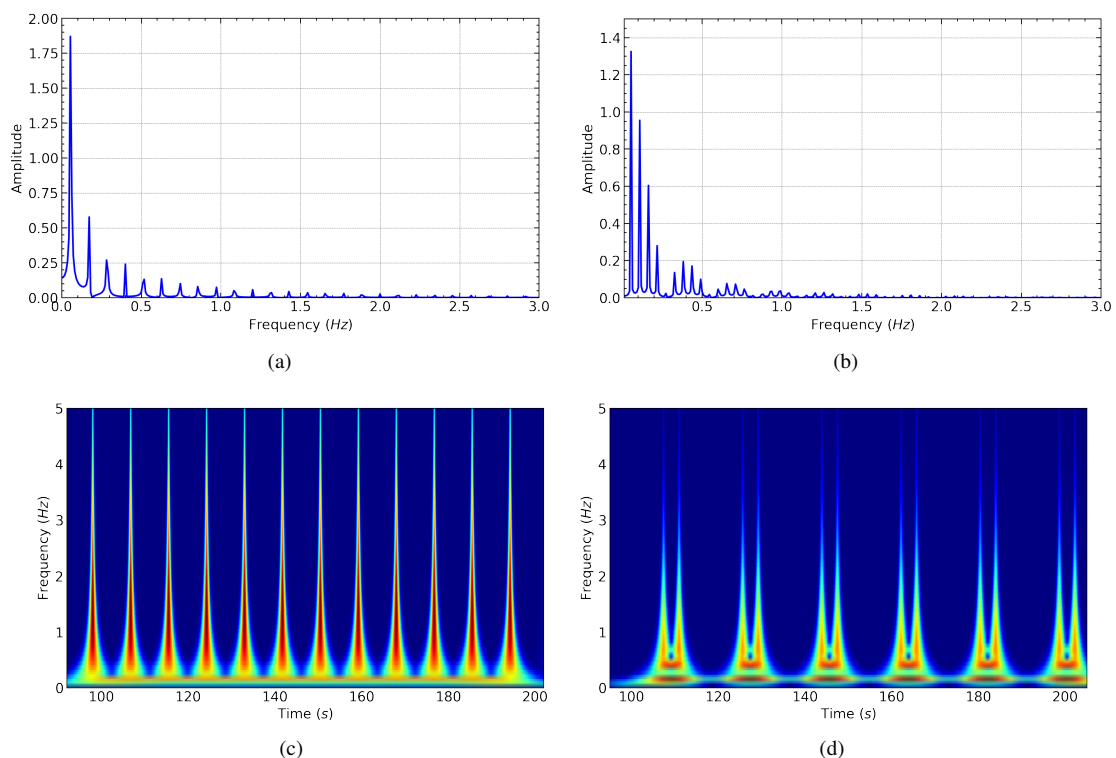 2.00
1.75
1.50
1.25
1.00
0.75
0.50
0.25
0.00
Amplitude
0.0 0.5 1.0 1.5 2.0 2.5 3.0
Frequency (Hz)
(a)
1.4
1.2
1.0
0.8
0.6
0.4
0.2
0.0
Amplitude
0.5 1.0 1.5 2.0 2.5 3.0
Frequency (Hz)
(b)
5
4
3
2
1
0
Frequency (Hz)
100 120 140 160 180 200
Time (s)
(c)
5
4
3
2
1
0
Frequency (Hz)
100 120 140 160 180 200
Time (s)
(d)